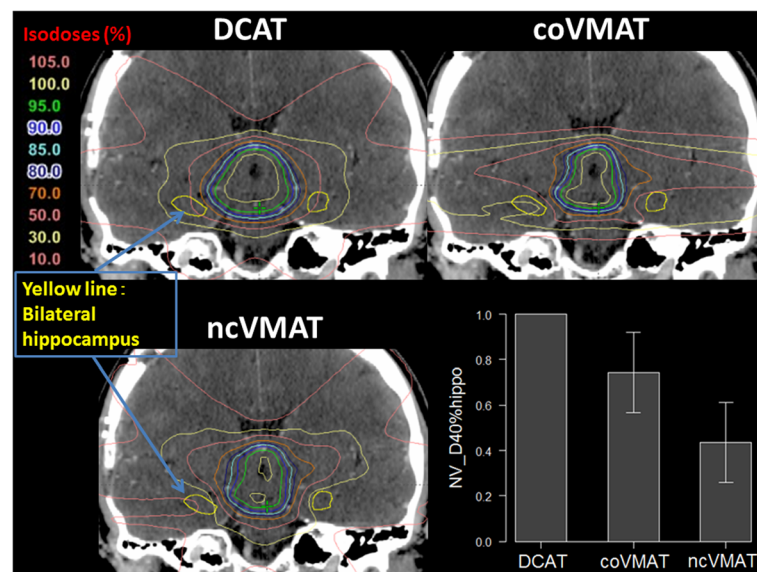 DCAT
coVMAT
Isodoses (%)
105.0
100.0
95.0
90.0
85.0
80.0
70.0
50.0
30.0
10.0
Yellow line :
Bilateral
hippocampus
ncVMAT
NV_D40%hippo
1.0
0.8
0.6
0.4
0.2
0.0
DCAT
coVMAT
ncVMAT